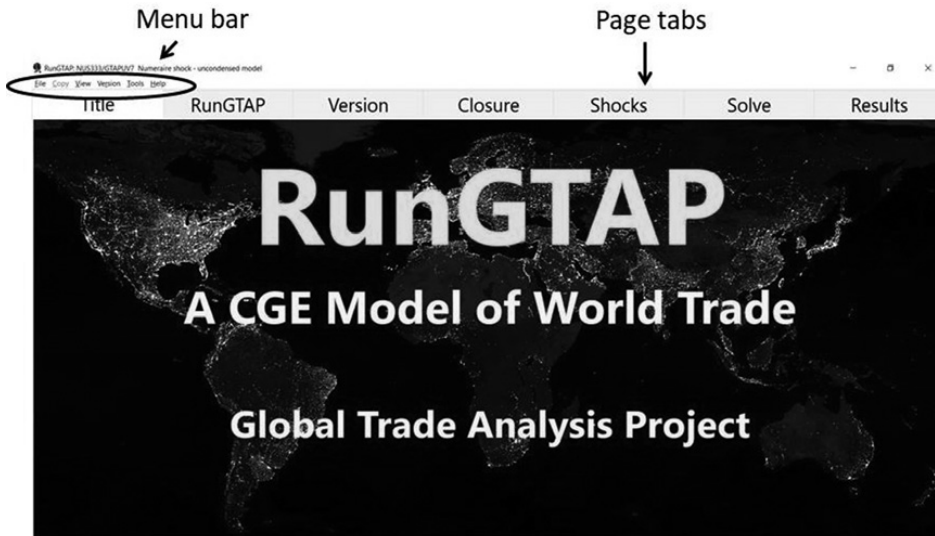 Menu bar
Page tabs
RunGTAP: NUS333/GTAPUV7 Numeraire shock - uncondensed model
File Copy View Version Tools Help
Title RunGTAP Version Closure Shocks Solve Results
RunGTAP
A CGE Model of World Trade
Global Trade Analysis Project